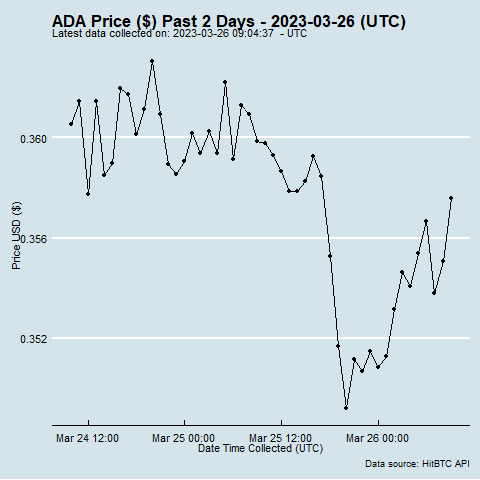 ADA Price ($) Past 2 Days - 2023-03-26 (UTC)
Latest data collected on: 2023-03-26 09:04:37 - UTC
0.360
0.356
0.352
Price USD ($)
Mar 24 12:00 Mar 25 00:00 Mar 25 12:00 Mar 26 00:00
Date Time Collected (UTC)
Data source: HitBTC API